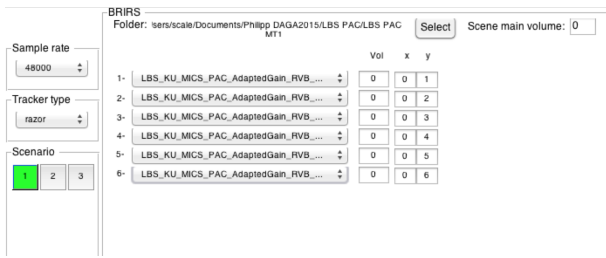 BRIRS
Folder: !sers/scale/Documents/Philipp DAGA2015/LBS PAC/LBS PAC MT1 Select Scene main volume: 0
Sample rate
48000
Tracker type
razor
Scenario
1 2 3
Vol x y
1- LBS_KU_MICS_PAC_AdaptedGain_RVB_... 0 0 1
2- LBS_KU_MICS_PAC_AdaptedGain_RVB_... 0 0 2
3- LBS_KU_MICS_PAC_AdaptedGain_RVB_... 0 0 3
4- LBS_KU_MICS_PAC_AdaptedGain_RVB_... 0 0 4
5- LBS_KU_MICS_PAC_AdaptedGain_RVB_... 0 0 5
6- LBS_KU_MICS_PAC_AdaptedGain_RVB_... 0 0 6